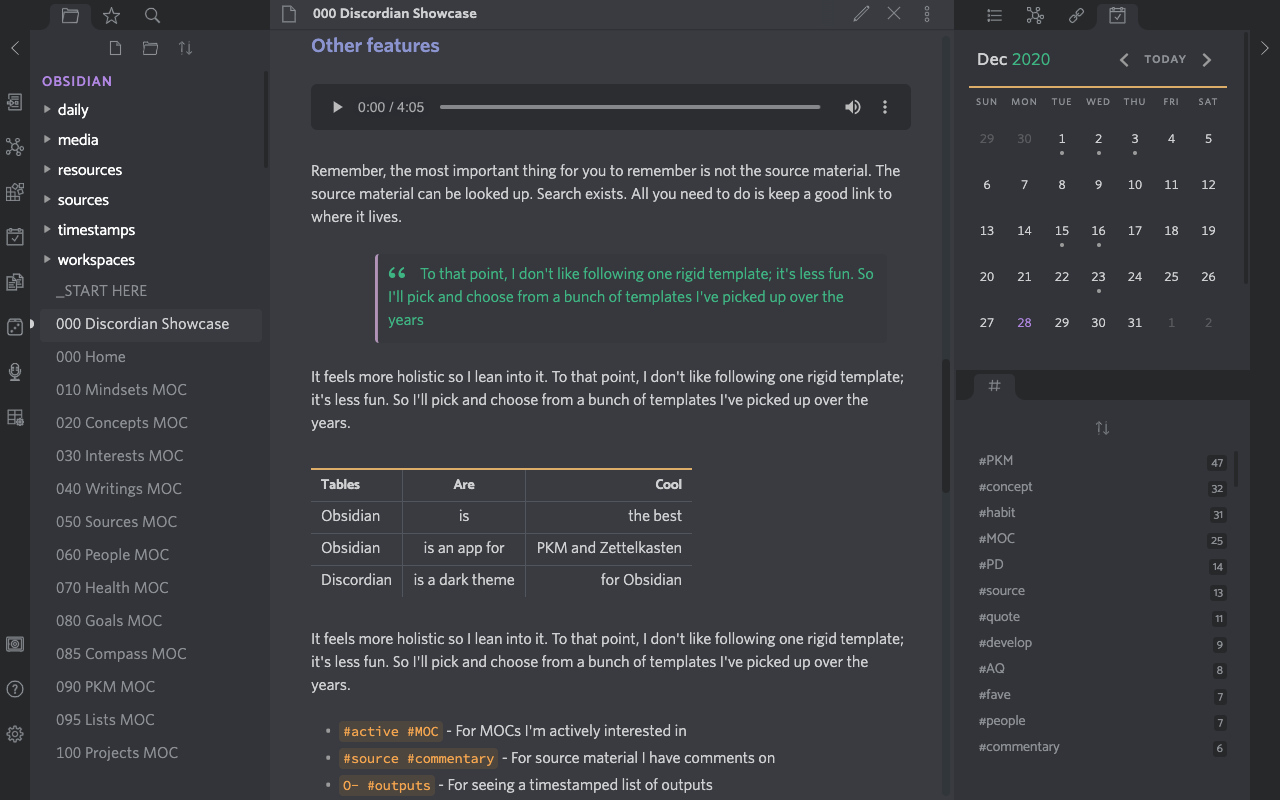 000 Discordian Showcase
OBSIDIAN
daily
media
resources
sources
timestamps
workspaces
_START HERE
000 Discordian Showcase
000 Home
010 Mindsets MOC
020 Concepts MOC
030 Interests MOC
040 Writings MOC
050 Sources MOC
060 People MOC
070 Health MOC
080 Goals MOC
085 Compass MOC
090 PKM MOC
095 Lists MOC
100 Projects MOC
Other features
0:00 / 4:05
Remember, the most important thing for you to remember is not the source material. The
source material can be looked up. Search exists. All you need to do is keep a good link to
where it lives.
“ To that point, I don't like following one rigid template; it's less fun. So
I'll pick and choose from a bunch of templates I've picked up over the
years
It feels more holistic so I lean into it. To that point, I don't like following one rigid template;
it's less fun. So I'll pick and choose from a bunch of templates I've picked up over the
years.
Tables Are Cool
Obsidian is the best
Obsidian is an app for PKM and Zettelkasten
Discordian is a dark theme for Obsidian
It feels more holistic so I lean into it. To that point, I don't like following one rigid template;
it's less fun. So I'll pick and choose from a bunch of templates I've picked up over the
years.
• #active #MOC - For MOCs I'm actively interested in
• #source #commentary - For source material I have comments on
• O- #outputs - For seeing a timestamped list of outputs
Dec 2020 TODAY
SUN MON TUE WED THU FRI SAT
29 30 1 2 3 4 5
6 7 8 9 10 11 12
13 14 15 16 17 18 19
20 21 22 23 24 25 26
27 28 29 30 31 1 2
#
#PKM 47
#concept 32
#habit 31
#MOC 25
#PD 14
#source 13
#quote 11
#develop 9
#AQ 8
#fave 7
#people 7
#commentary 6